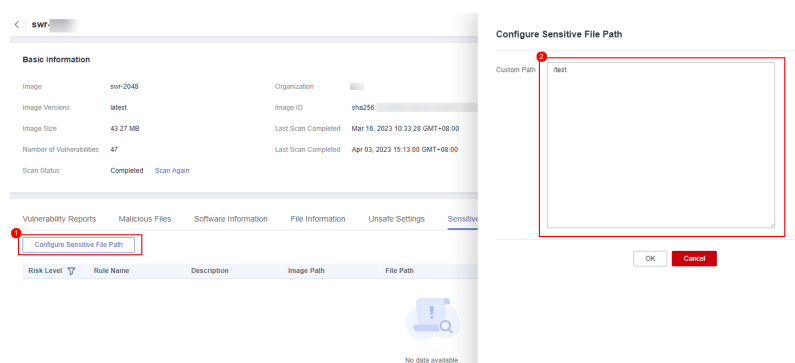 swr-
Basic Information
Image swr-2048 Organization
Image Versions latest Image ID sha256:
Image Size 43.27 MB Last Scan Completed Mar 16, 2023 10:33:28 GMT+08:00
Number of Vulnerabilities 47 Last Scan Completed Apr 03, 2023 15:13:00 GMT+08:00
Scan Status Completed Scan Again
Vulnerability Reports Malicious Files Software Information File Information Unsafe Settings Sensitive
1
Configure Sensitive File Path
Risk Level Rule Name Description Image Path File Path
No data available.
Configure Sensitive File Path
2
Custom Path /test
OK Cancel